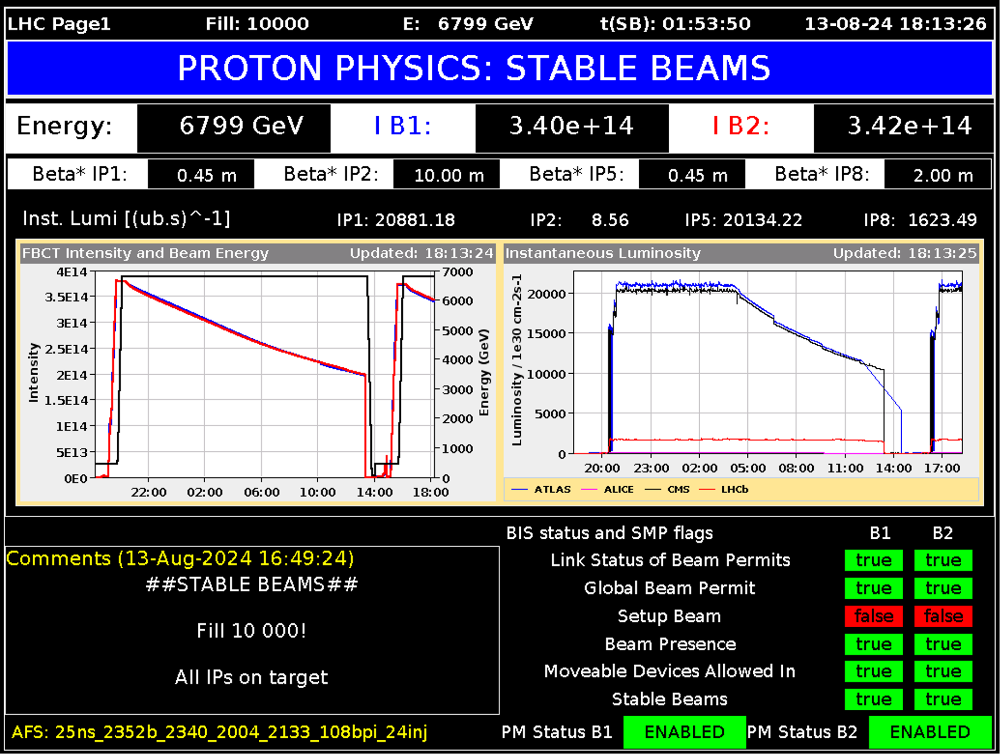 LHC Page1 Fill: 10000 E: 6799 GeV t(SB): 01:53:50 13-08-24 18:13:26
PROTON PHYSICS: STABLE BEAMS
Energy: 6799 GeV I B1: 3.40e+14 I B2: 3.42e+14
Beta* IP1: 0.45 m Beta* IP2: 10.00 m Beta* IP5: 0.45 m Beta* IP8: 2.00 m
Inst. Lumi [(ub.s)^-1] IP1: 20881.18 IP2: 8.56 IP5: 20134.22 IP8: 1623.49
FBCT Intensity and Beam Energy Updated: 18:13:24
4E14
3.5E14
3E14
2.5E14
2E14
1.5E14
1E14
5E13
0E0
Intensity
7000
6000
5000
4000
3000
2000
1000
0
Energy (GeV)
22:00 02:00 06:00 10:00 14:00 18:00
Instantaneous Luminosity Updated: 18:13:25
Luminosity / 1e30 cm-2s-1
20000
15000
10000
5000
0
20:00 23:00 02:00 05:00 08:00 11:00 14:00 17:00
ATLAS ALICE CMS LHCb
Comments (13-Aug-2024 16:49:24)
##STABLE BEAMS##
Fill 10 000!
All IPs on target
BIS status and SMP flags B1 B2
Link Status of Beam Permits true true
Global Beam Permit true true
Setup Beam false false
Beam Presence true true
Moveable Devices Allowed In true true
Stable Beams true true
AFS: 25ns_2352b_2340_2004_2133_108bpi_24inj PM Status B1 ENABLED PM Status B2 ENABLED